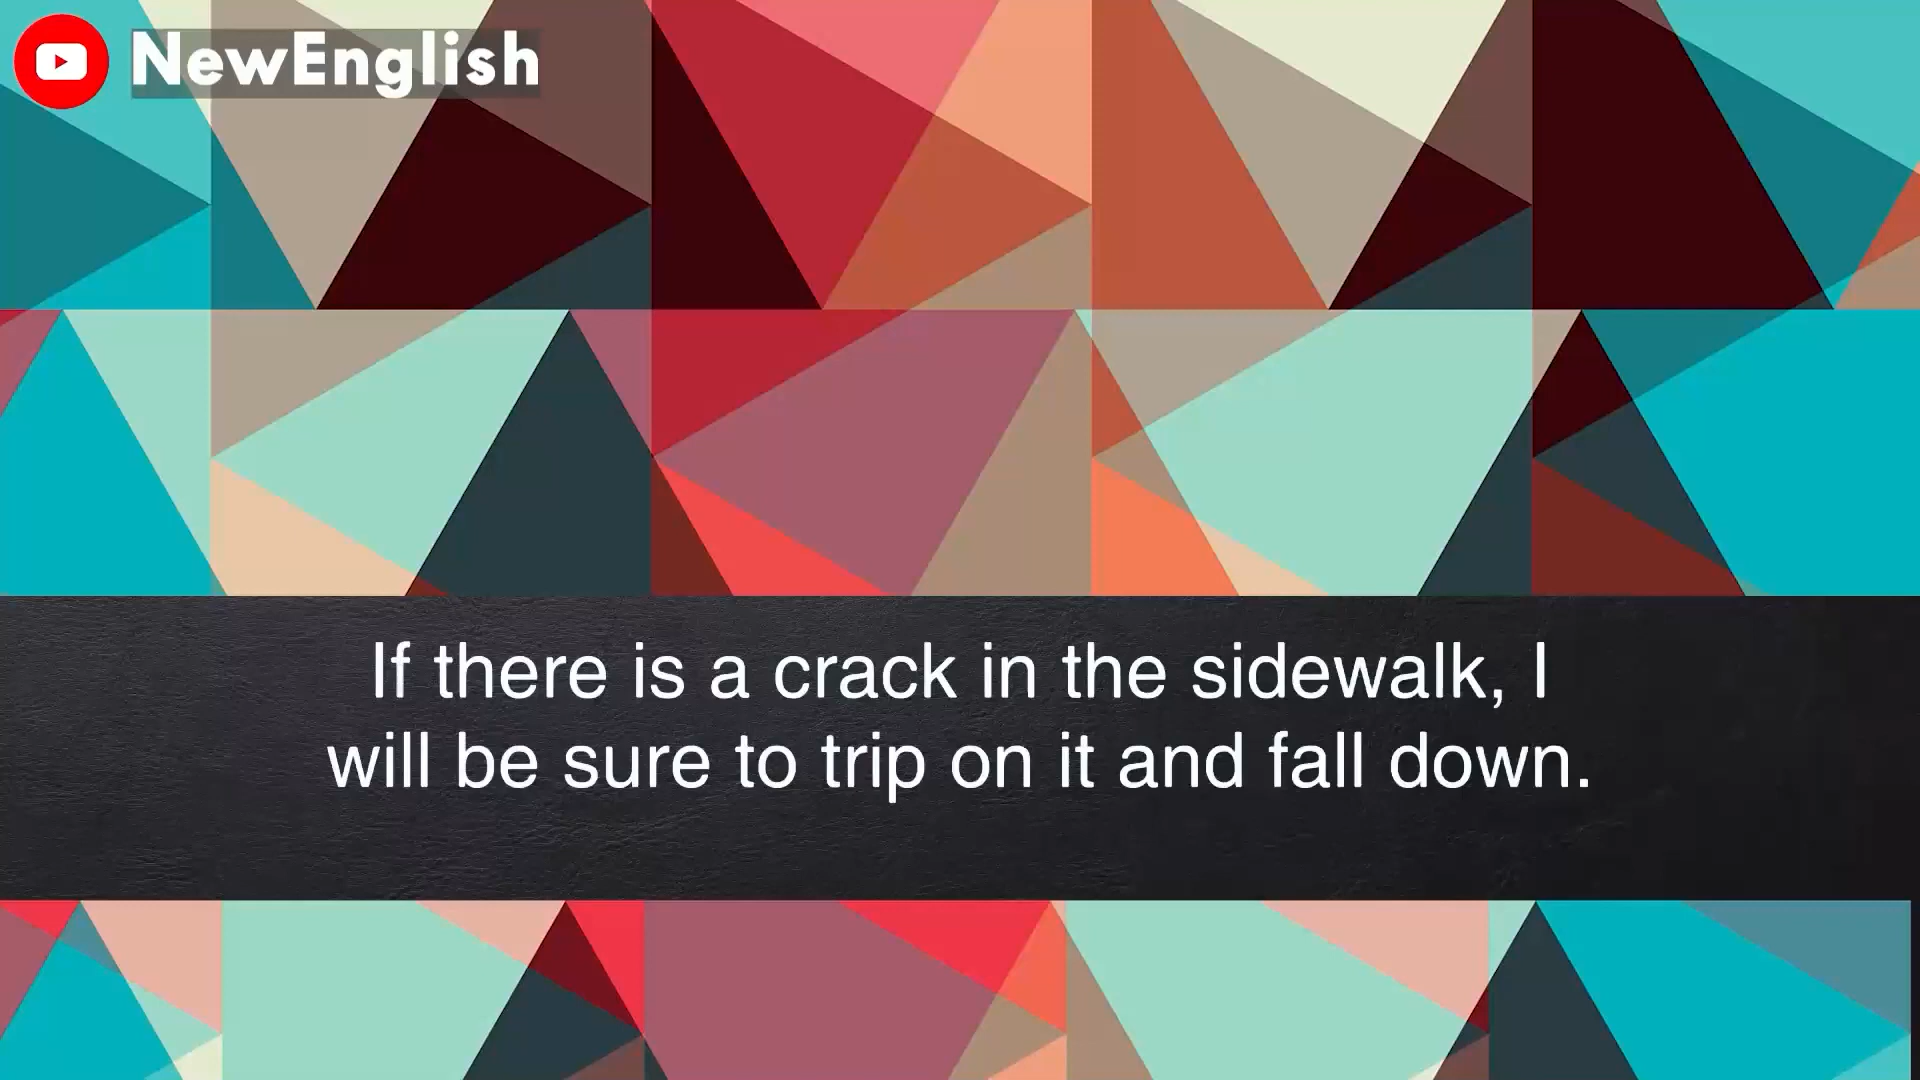 NewEnglish
If there is a crack in the sidewalk, I
will be sure to trip on it and fall down.